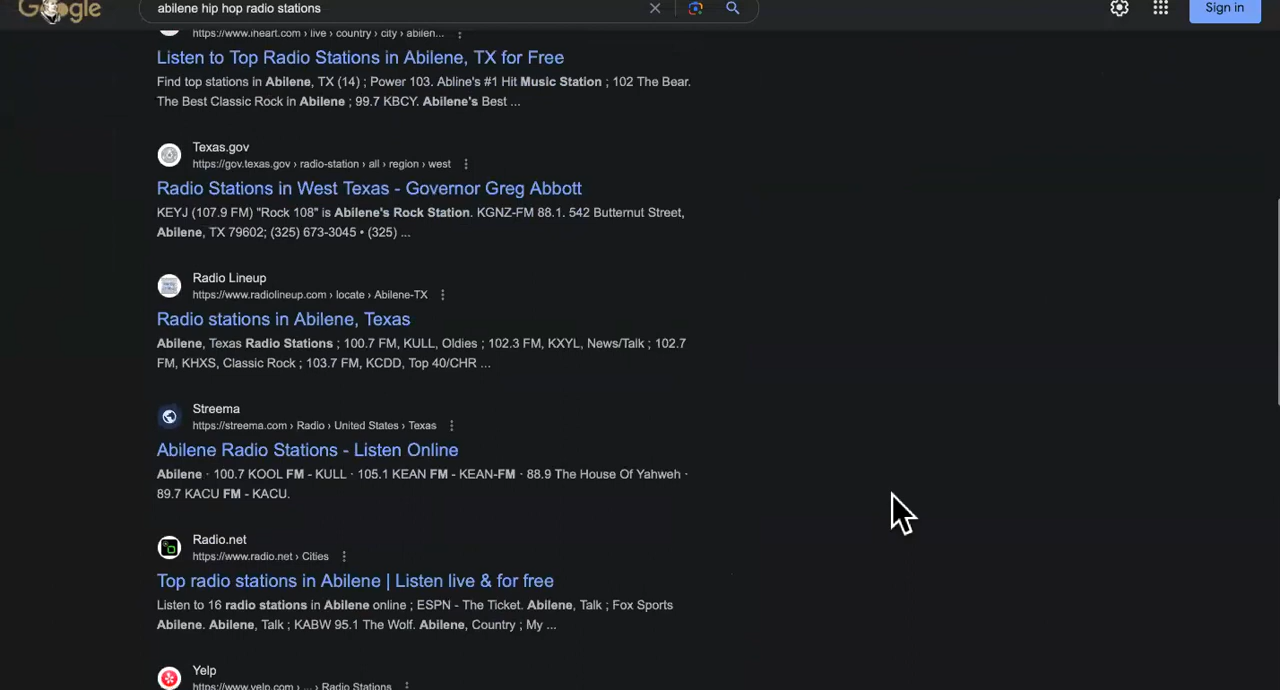 Google
abilene hip hop radio stations
Sign in
https://www.iheart.com › live › country › city › abilen...
Listen to Top Radio Stations in Abilene, TX for Free
Find top stations in Abilene, TX (14) ; Power 103. Abline's #1 Hit Music Station ; 102 The Bear.
The Best Classic Rock in Abilene ; 99.7 KBCY. Abilene's Best ...
Texas.gov
https://gov.texas.gov › radio-station › all › region › west
Radio Stations in West Texas - Governor Greg Abbott
KEYJ (107.9 FM) "Rock 108" is Abilene's Rock Station. KGNZ-FM 88.1. 542 Butternut Street,
Abilene, TX 79602; (325) 673-3045 • (325) ...
Radio Lineup
https://www.radiolineup.com › locate › Abilene-TX
Radio stations in Abilene, Texas
Abilene, Texas Radio Stations ; 100.7 FM, KULL, Oldies ; 102.3 FM, KXYL, News/Talk ; 102.7
FM, KHXS, Classic Rock ; 103.7 FM, KCDD, Top 40/CHR ...
Streema
https://streema.com › Radio › United States › Texas
Abilene Radio Stations - Listen Online
Abilene · 100.7 KOOL FM - KULL · 105.1 KEAN FM - KEAN-FM · 88.9 The House Of Yahweh ·
89.7 KACU FM - KACU.
Radio.net
https://www.radio.net › Cities
Top radio stations in Abilene | Listen live & for free
Listen to 16 radio stations in Abilene online ; ESPN - The Ticket. Abilene, Talk ; Fox Sports
Abilene. Abilene, Talk ; KABW 95.1 The Wolf. Abilene, Country ; My ...
Yelp
https://www.yelp.com › ... › Radio Stations